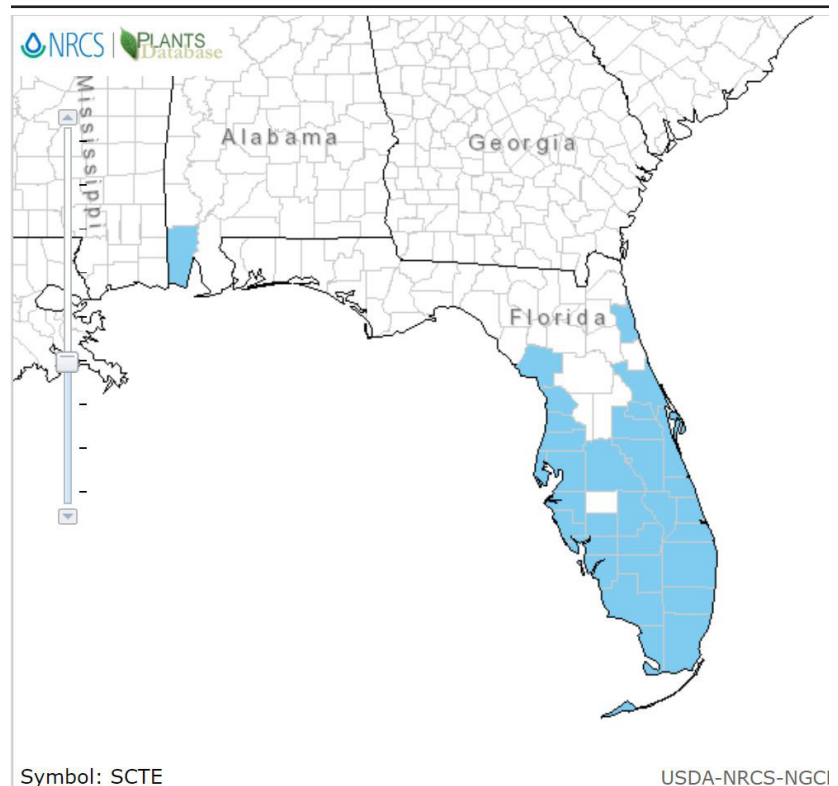 NRCS | PLANTS
Database
Mississippi
Alabama
Georgia
Florida
Symbol: SCTE
USDA-NRCS-NGC